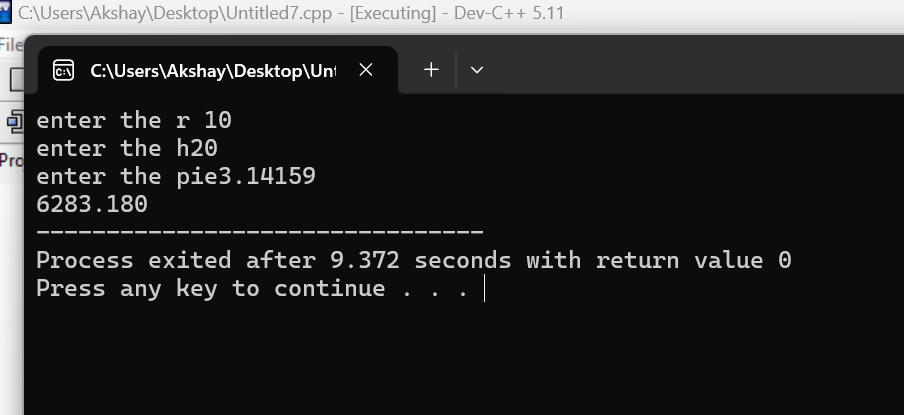 C:\Users\Akshay\Desktop\Untitled7.cpp - [Executing] - Dev-C++ 5.11
File
C:\Users\Akshay\Desktop\Unt
enter the r 10
enter the h20
enter the pie3.14159
6283.180
--------------------------------
Process exited after 9.372 seconds with return value 0
Press any key to continue . . .